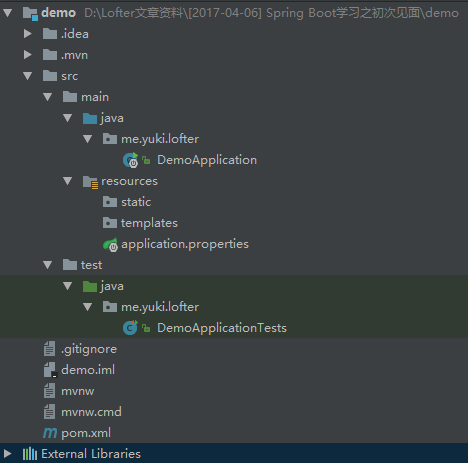 demo D:\Lofter文章资料\[2017-04-06] Spring Boot学习之初次见面\demo
.idea
.mvn
src
main
java
me.yuki.lofter
DemoApplication
resources
static
templates
application.properties
test
java
me.yuki.lofter
DemoApplicationTests
.gitignore
demo.iml
mvnw
mvnw.cmd
pom.xml
External Libraries